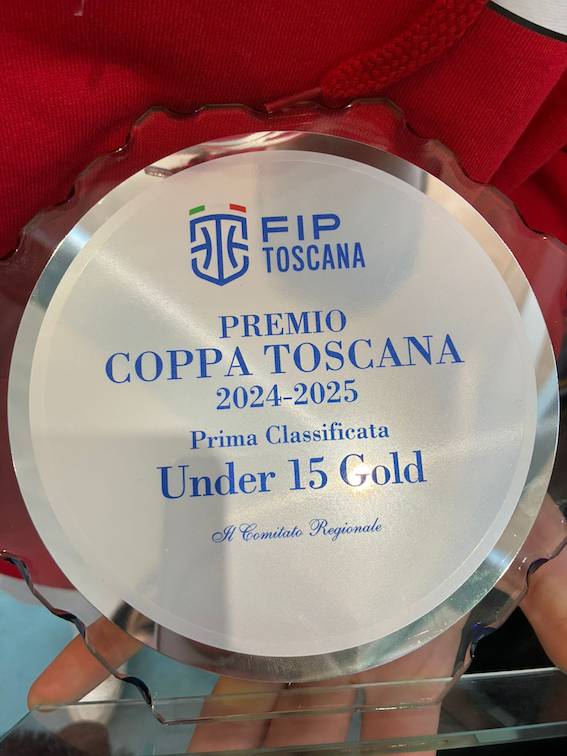 FIP
TOSCANA
PREMIO
COPPA TOSCANA
2024-2025
Prima Classificata
Under 15 Gold
Il Comitato Regionale